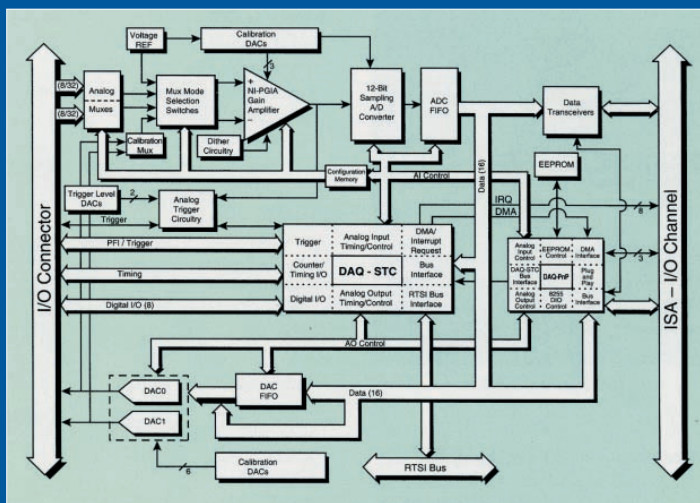 Voltage
REF
Calibration
DACs
3
(8/32)
(8/32)
Analog
Muxes
Mux Mode
Selection
Switches
+
−
NI-PGIA
Gain
Amplifier
12-Bit
Sampling
A/D
Converter
ADC
FIFO
Data
Transceivers
Calibration
Mux
Dither
Circuitry
Configuration
Memory
AI Control
Data (16)
EEPROM
Trigger Level
DACs
2
Analog
Trigger
Circuitry
IRQ
DMA
8
3
Trigger
PFI / Trigger
Timing
Digital I/O (8)
Trigger
Analog Input
Timing/Control
DMA/
Interrupt
Request
Counter/
Timing I/O
DAQ - STC
Bus
Interface
Digital I/O
Analog Output
Timing/Control
RTSI Bus
Interface
Analog
Input
Control
EEPROM
Control
DMA
Interface
DAQ-STC
Bus
Interface
DAQ-PnP
Plug
and
Play
Analog
Output
Control
8255
DIO
Control
Bus
Interface
I/O Connector
ISA – I/O Channel
AO Control
DAC0
DAC1
DAC
FIFO
Data (16)
6
Calibration
DACs
RTSI Bus